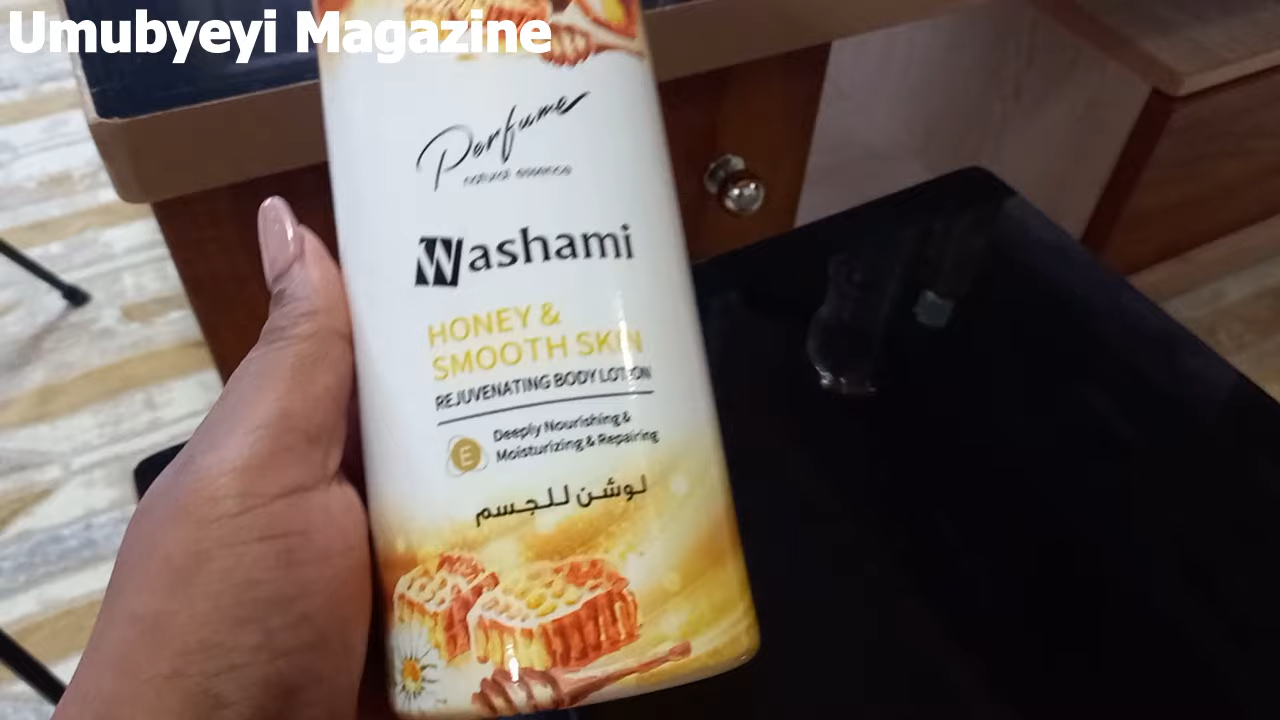 Umubyeyi Magazine
Perfume
natural essence
Washami
HONEY &
SMOOTH SKIN
REJUVENATING BODY LOTION
E
Deeply Nourishing &
Moisturizing & Repairing
لوشن للجسم